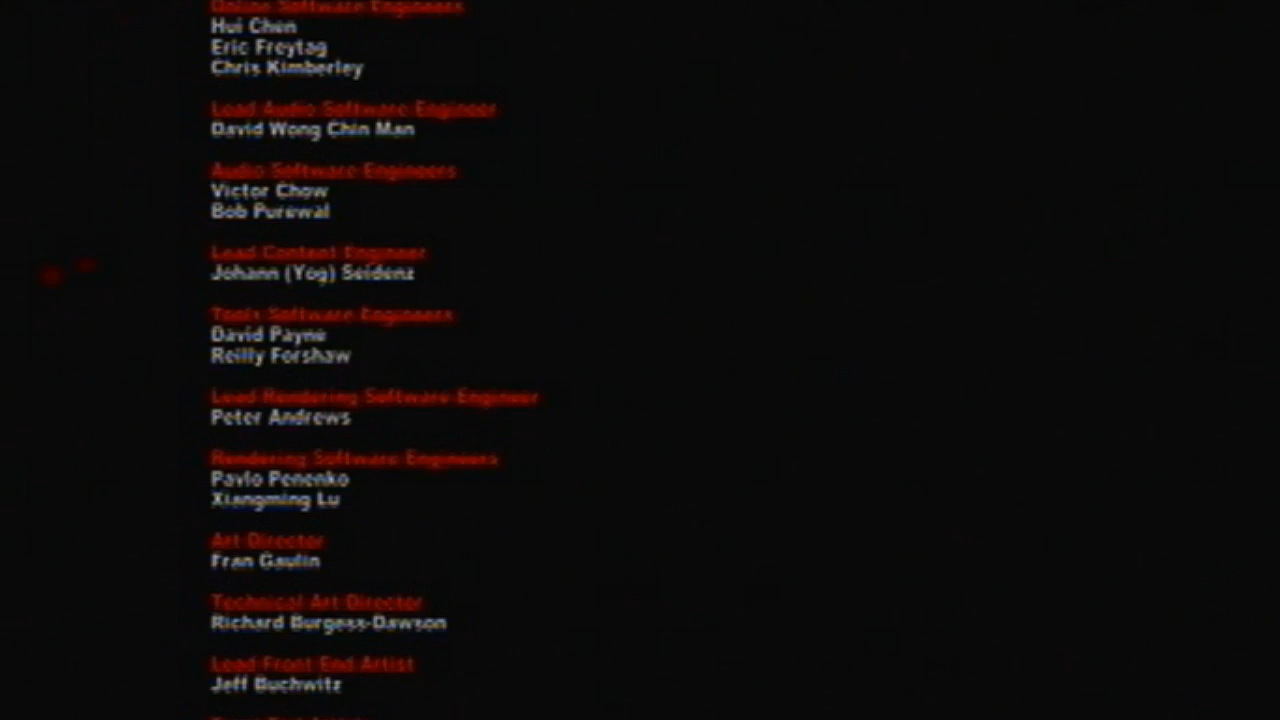 Online Software Engineers
Hui Chen
Eric Freytag
Chris Kimberley
Lead Audio Software Engineer
David Wong Chin Man
Audio Software Engineers
Victor Chow
Bob Purewal
Lead Content Engineer
Johann (Yog) Seidenz
Tools Software Engineers
David Payne
Reilly Forshaw
Lead Rendering Software Engineer
Peter Andrews
Rendering Software Engineers
Pavlo Penenko
Xiangming Lu
Art Director
Fran Gaulin
Technical Art Director
Richard Burgess-Dawson
Lead Front End Artist
Jeff Buchwitz